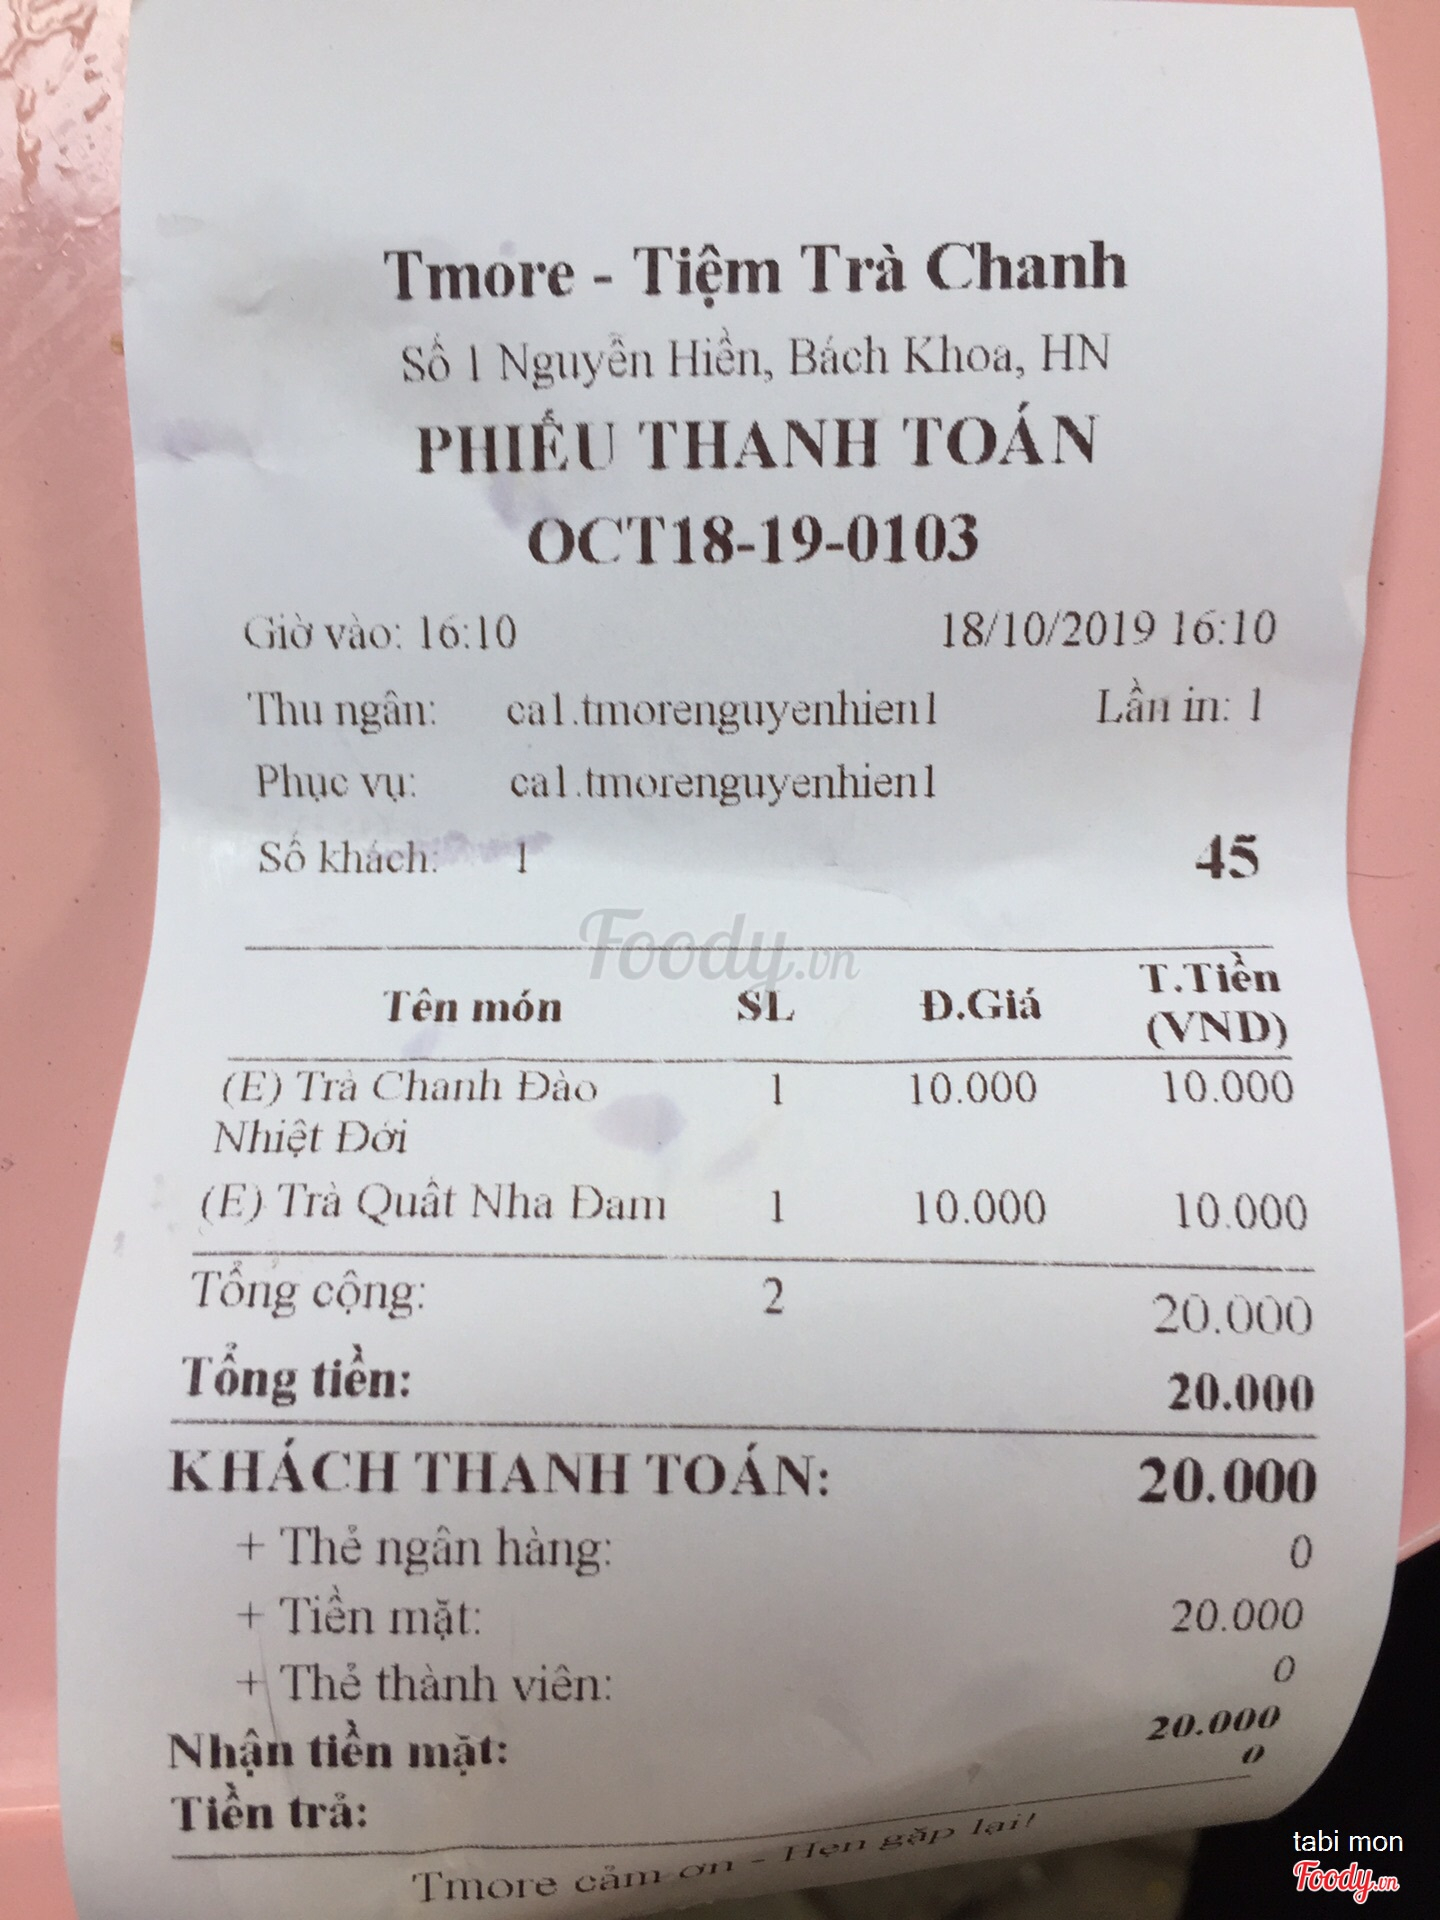 Tmore - Tiệm Trà Chanh
Số 1 Nguyễn Hiền, Bách Khoa, HN
PHIẾU THANH TOÁN
OCT18-19-0103
Giờ vào: 16:10 18/10/2019 16:10
Thu ngân: ca1.tmorenguyenhien1 Lần in: 1
Phục vụ: ca1.tmorenguyenhien1
Số khách: 1 45
Foody.vn
Tên món SL Đ.Giá T.Tiền (VND)
(E) Trà Chanh Đào 1 10.000 10.000
Nhiệt Đới
(E) Trà Quất Nha Đam 1 10.000 10.000
Tổng cộng: 2 20.000
Tổng tiền: 20.000
KHÁCH THANH TOÁN: 20.000
+ Thẻ ngân hàng: 0
+ Tiền mặt: 20.000
+ Thẻ thành viên: 0
Nhận tiền mặt: 20.000
Tiền trả: 0
Tmore cảm ơn - Hẹn gặp lại!
tabi mon
Foody.vn